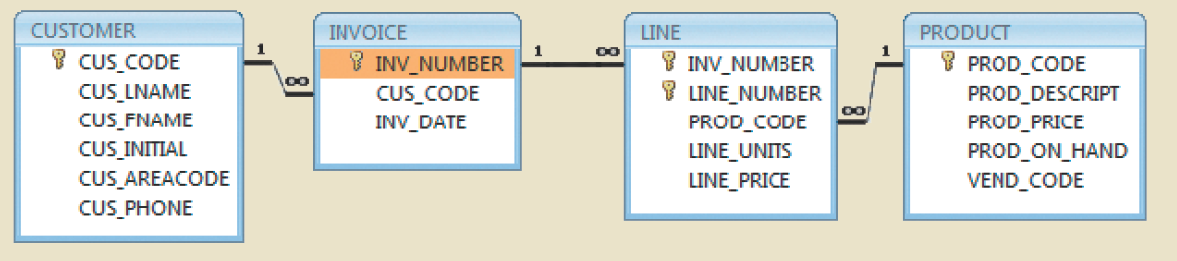 CUSTOMER
CUS_CODE
CUS_LNAME
CUS_FNAME
CUS_INITIAL
CUS_AREACODE
CUS_PHONE
1
∞
INVOICE
INV_NUMBER
CUS_CODE
INV_DATE
1
∞
LINE
INV_NUMBER
LINE_NUMBER
PROD_CODE
LINE_UNITS
LINE_PRICE
∞
1
PRODUCT
PROD_CODE
PROD_DESCRIPT
PROD_PRICE
PROD_ON_HAND
VEND_CODE